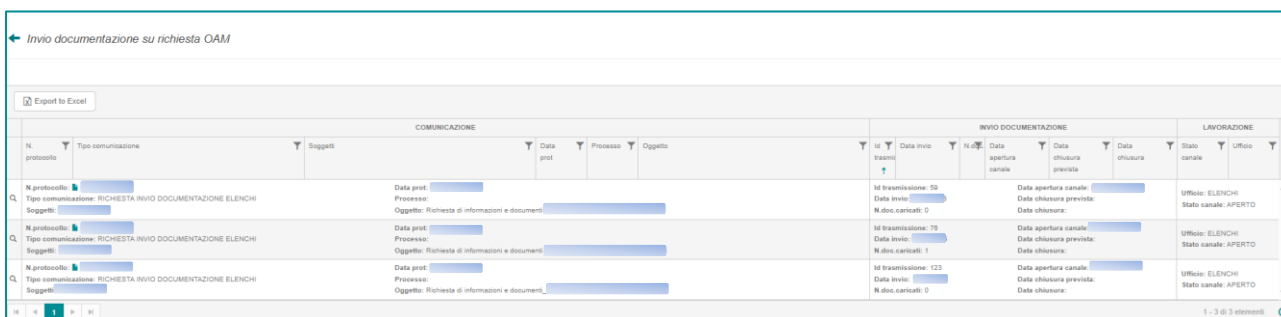 Invio documentazione su richiesta OAM
Export to Excel
COMUNICAZIONE INVIO DOCUMENTAZIONE LAVORAZIONE
N. protocollo Tipo comunicazione Soggetti Data prot Processo Oggetto Id trasmi Data invio N.doc. Data apertura canale Data chiusura prevista Data chiusura Stato canale Ufficio
N.protocollo: Data prot: Id trasmissione: 59 Data apertura canale: Ufficio: ELENCHI
Tipo comunicazione: RICHIESTA INVIO DOCUMENTAZIONE ELENCHI Processo: Data invio: Data chiusura prevista: Stato canale: APERTO
Soggetti: Oggetto: Richiesta di informazioni e documenti N.doc.caricati: 0 Data chiusura:
N.protocollo: Data prot: Id trasmissione: 78 Data apertura canale: Ufficio: ELENCHI
Tipo comunicazione: RICHIESTA INVIO DOCUMENTAZIONE ELENCHI Processo: Data invio: Data chiusura prevista: Stato canale: APERTO
Soggetti: Oggetto: Richiesta di informazioni e documenti N.doc.caricati: 1 Data chiusura:
N.protocollo: Data prot: Id trasmissione: 123 Data apertura canale: Ufficio: ELENCHI
Tipo comunicazione: RICHIESTA INVIO DOCUMENTAZIONE ELENCHI Processo: Data invio: Data chiusura prevista: Stato canale: APERTO
Soggetti: Oggetto: Richiesta di informazioni e documenti_ N.doc.caricati: 0 Data chiusura:
1 1 - 3 di 3 elementi